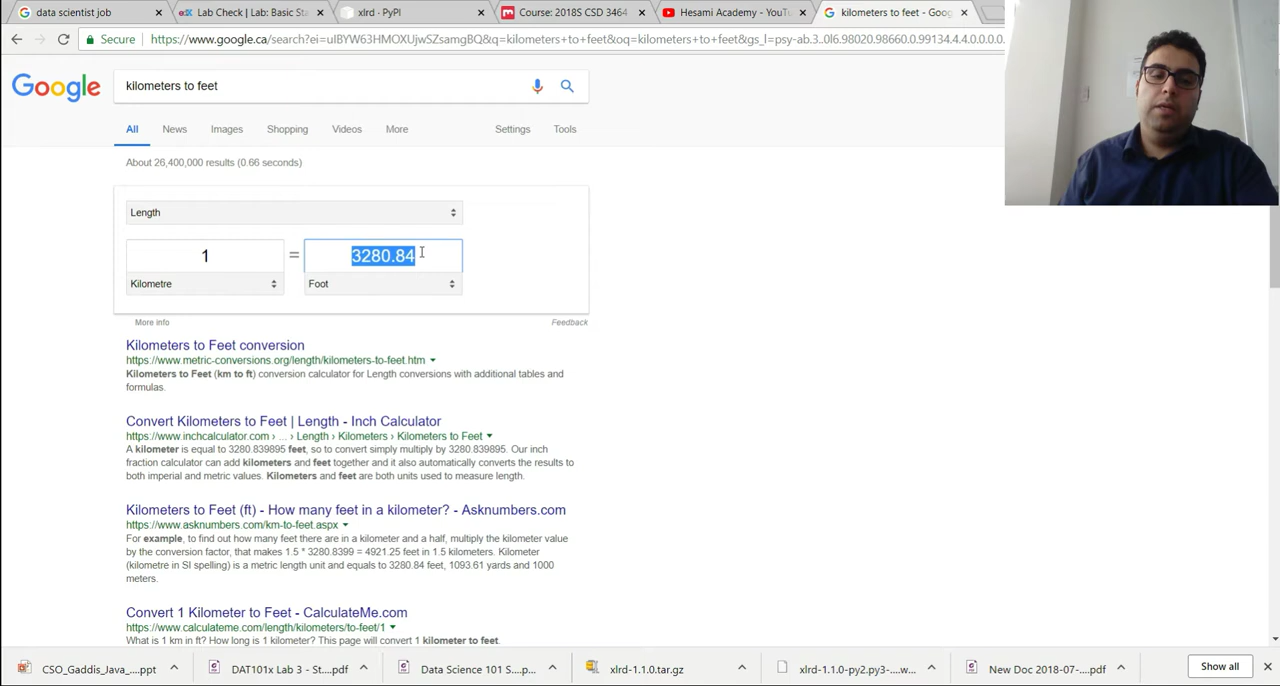 data scientist job
Lab Check | Lab: Basic Sta
xlrd - PyPI
Course: 2018S CSD 3464
Hesami Academy - YouTu
kilometers to feet - Goog
Secure
https://www.google.ca/search?ei=uIBYW63HMOXUjwSZsamgBQ&q=kilometers+to+feet&oq=kilometers+to+feet&gs_l=psy-ab.3..0l6.98020.98660.0.99134.4.4.0.0.0.0.
Google
kilometers to feet
All
News
Images
Shopping
Videos
More
Settings
Tools
About 26,400,000 results (0.66 seconds)
Length
1
=
3280.84
Kilometre
Foot
More info
Feedback
Kilometers to Feet conversion
https://www.metric-conversions.org/length/kilometers-to-feet.htm
Kilometers to Feet (km to ft) conversion calculator for Length conversions with additional tables and
formulas.
Convert Kilometers to Feet | Length - Inch Calculator
https://www.inchcalculator.com › ... › Length › Kilometers › Kilometers to Feet
A kilometer is equal to 3280.839895 feet, so to convert simply multiply by 3280.839895. Our inch
fraction calculator can add kilometers and feet together and it also automatically converts the results to
both imperial and metric values. Kilometers and feet are both units used to measure length.
Kilometers to Feet (ft) - How many feet in a kilometer? - Asknumbers.com
https://www.asknumbers.com/km-to-feet.aspx
For example, to find out how many feet there are in a kilometer and a half, multiply the kilometer value
by the conversion factor, that makes 1.5 * 3280.8399 = 4921.25 feet in 1.5 kilometers. Kilometer
(kilometre in SI spelling) is a metric length unit and equals to 3280.84 feet, 1093.61 yards and 1000
meters.
Convert 1 Kilometer to Feet - CalculateMe.com
https://www.calculateme.com/length/kilometers/to-feet/1
What is 1 km in ft? How long is 1 kilometer? This page will convert 1 kilometer to feet.
CSO_Gaddis_Java_....ppt
DAT101x Lab 3 - St....pdf
Data Science 101 S....pdf
xlrd-1.1.0.tar.gz
xlrd-1.1.0-py2.py3-....w...
New Doc 2018-07-....pdf
Show all